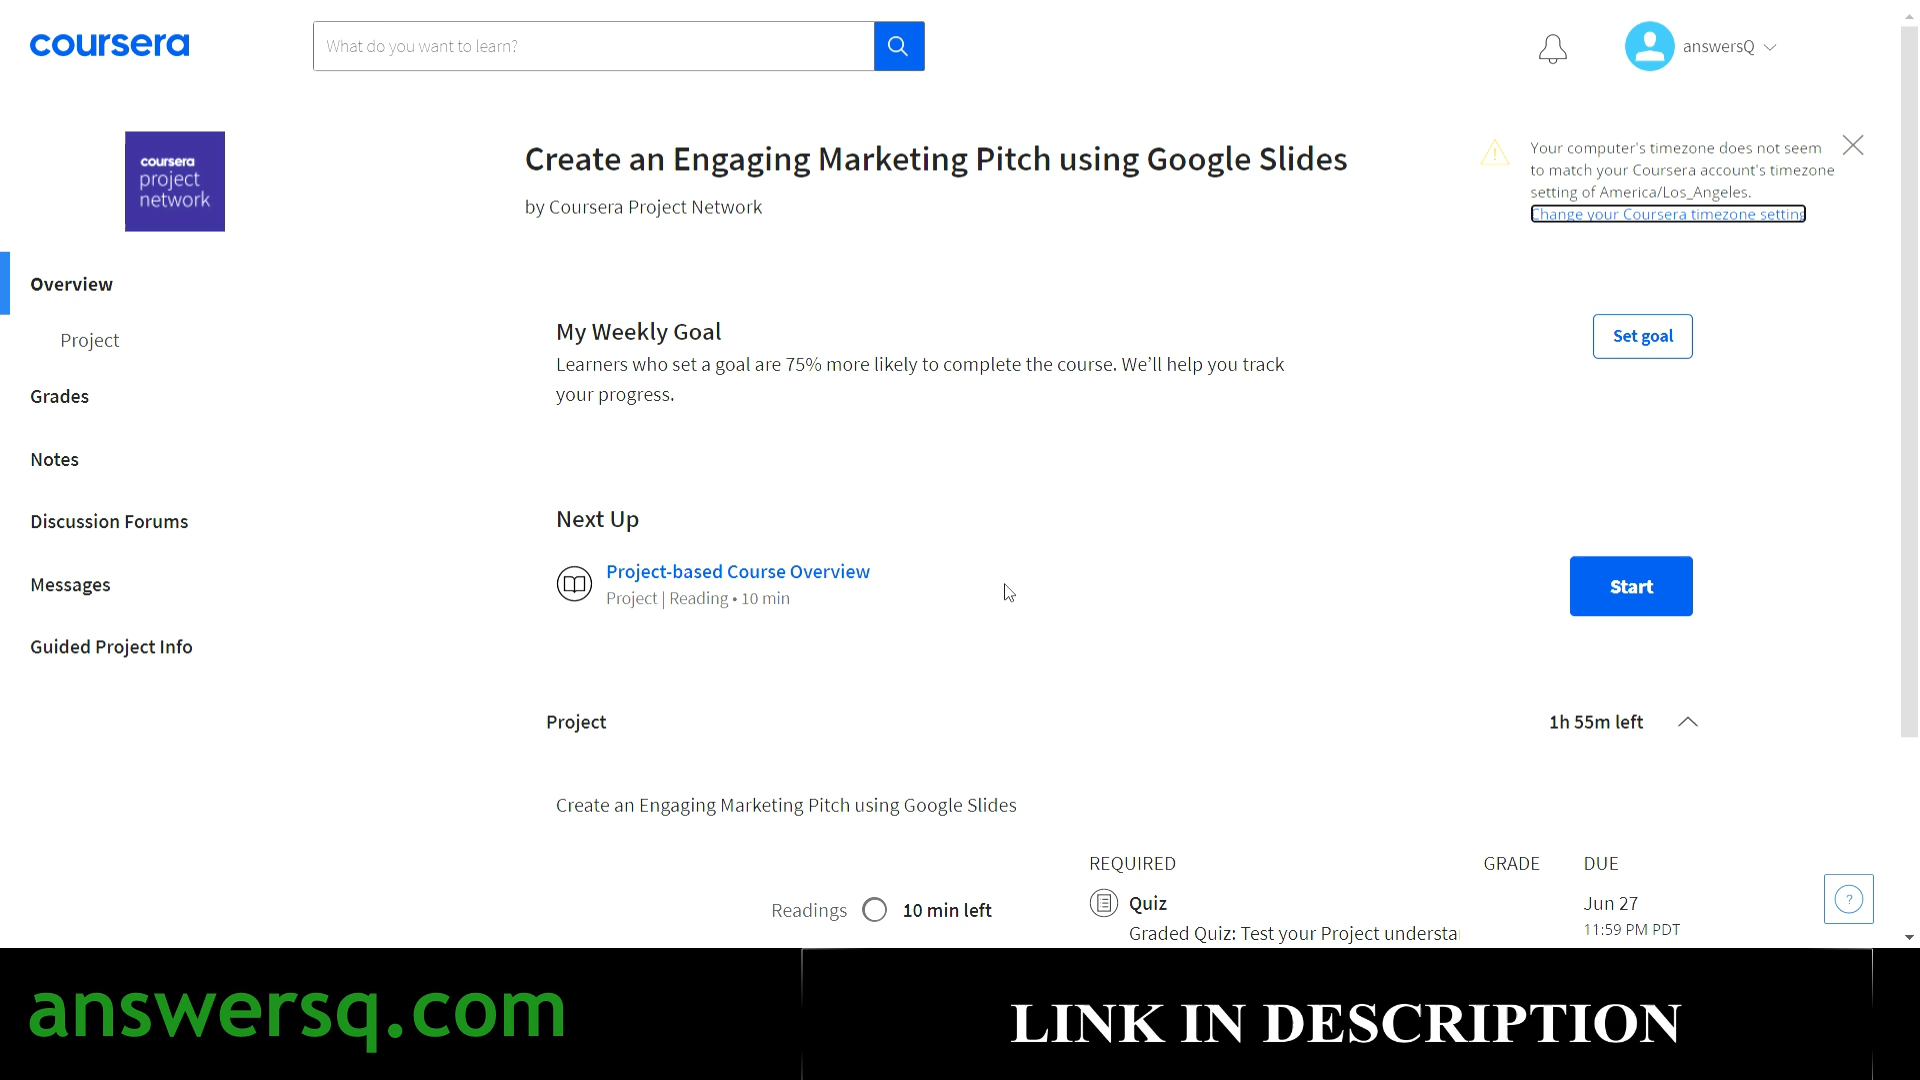 coursera
What do you want to learn?
answersQ
coursera
project
network
Create an Engaging Marketing Pitch using Google Slides
by Coursera Project Network
Your computer's timezone does not seem
to match your Coursera account's timezone
setting of America/Los_Angeles.
Change your Coursera timezone setting
Overview
Project
Grades
Notes
Discussion Forums
Messages
Guided Project Info
My Weekly Goal
Learners who set a goal are 75% more likely to complete the course. We’ll help you track
your progress.
Set goal
Next Up
Project-based Course Overview
Project | Reading • 10 min
Start
Project
1h 55m left
Create an Engaging Marketing Pitch using Google Slides
REQUIRED GRADE DUE
Readings 10 min left
Quiz
Jun 27
Graded Quiz: Test your Project understa
11:59 PM PDT
?
answersq.com
LINK IN DESCRIPTION